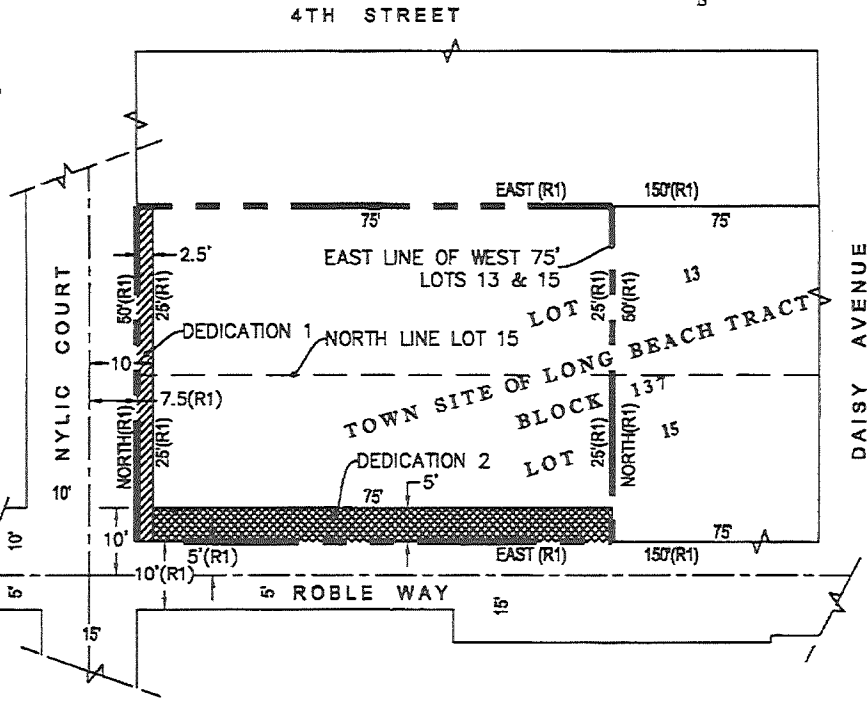 S
4TH STREET
EAST (R1)
150'(R1)
75'
75'
2.5'
EAST LINE OF WEST 75'
LOTS 13 & 15
50'(R1)
25'(R1)
LOT
25'(R1)
50'(R1)
13
NYLIC COURT
DEDICATION 1
NORTH LINE LOT 15
10
7.5(R1)
TOWN SITE OF LONG BEACH TRACT
BLOCK 137
DAISY AVENUE
NORTH(R1)
25'(R1)
LOT
25'(R1)
NORTH(R1)
15
DEDICATION 2
75'
5'
10'
10'
10'
75'
5'(R1)
EAST (R1)
150'(R1)
10'(R1)
5'
5'
ROBLE WAY
15'
15'